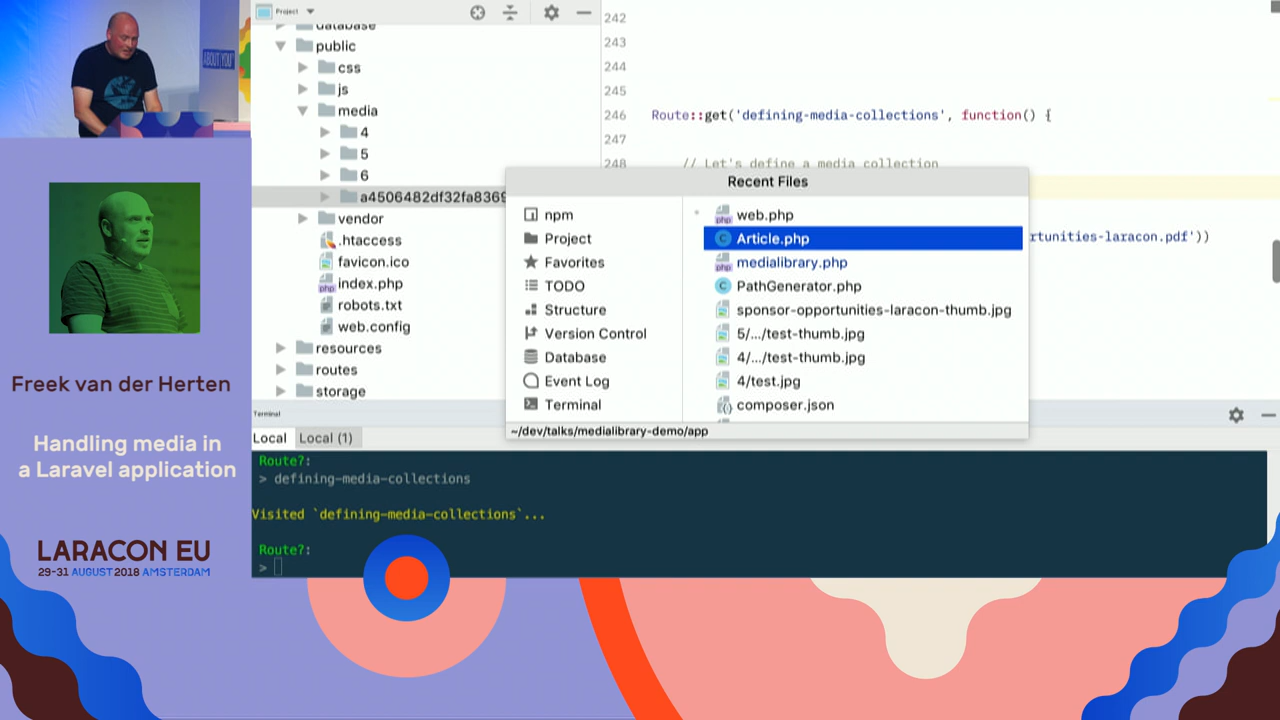 ABOUT YOU
Freek van der Herten
Handling media in
a Laravel application
LARACON EU
29-31 AUGUST 2018 AMSTERDAM
Project
database
public
css
js
media
4
5
6
a4506482df32fa8369
vendor
.htaccess
favicon.ico
index.php
robots.txt
web.config
resources
routes
storage
242
243
244
245
246 Route::get('defining-media-collections', function() {
247
248 // Let's define a media collection
rtunities-laracon.pdf'))
Recent Files
npm
Project
Favorites
TODO
Structure
Version Control
Database
Event Log
Terminal
web.php
Article.php
medialibrary.php
PathGenerator.php
sponsor-opportunities-laracon-thumb.jpg
5/.../test-thumb.jpg
4/.../test-thumb.jpg
4/test.jpg
composer.json
~/dev/talks/medialibrary-demo/app
Terminal
Local Local (1)
Route?:
> defining-media-collections
Visited `defining-media-collections`...
Route?:
>